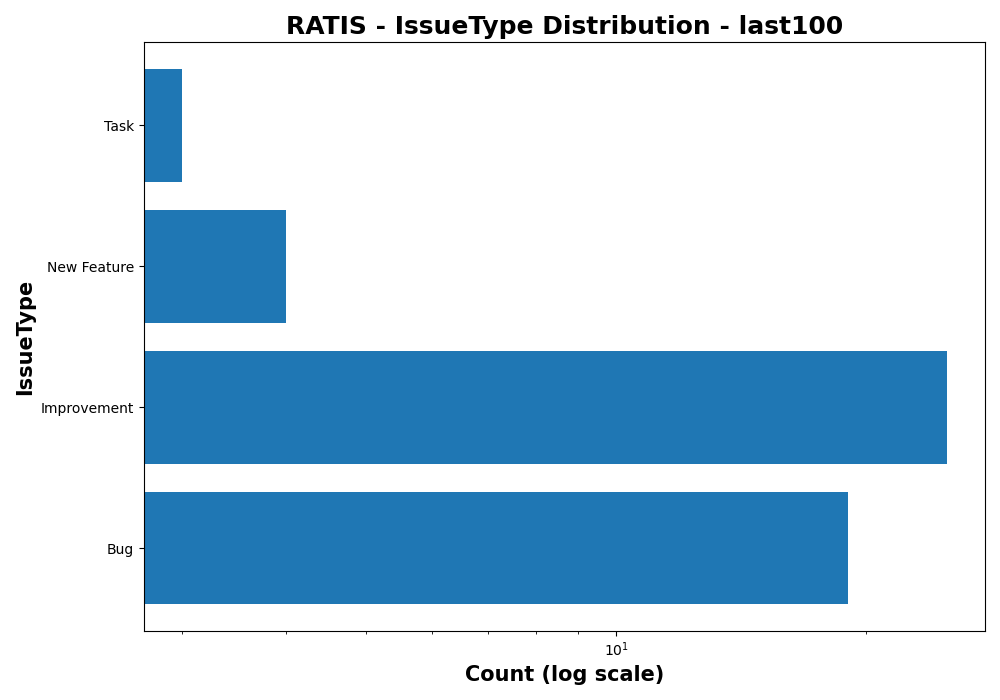 RATIS - IssueType Distribution - last100
Task
New Feature
Improvement
Bug
IssueType
10¹
Count (log scale)